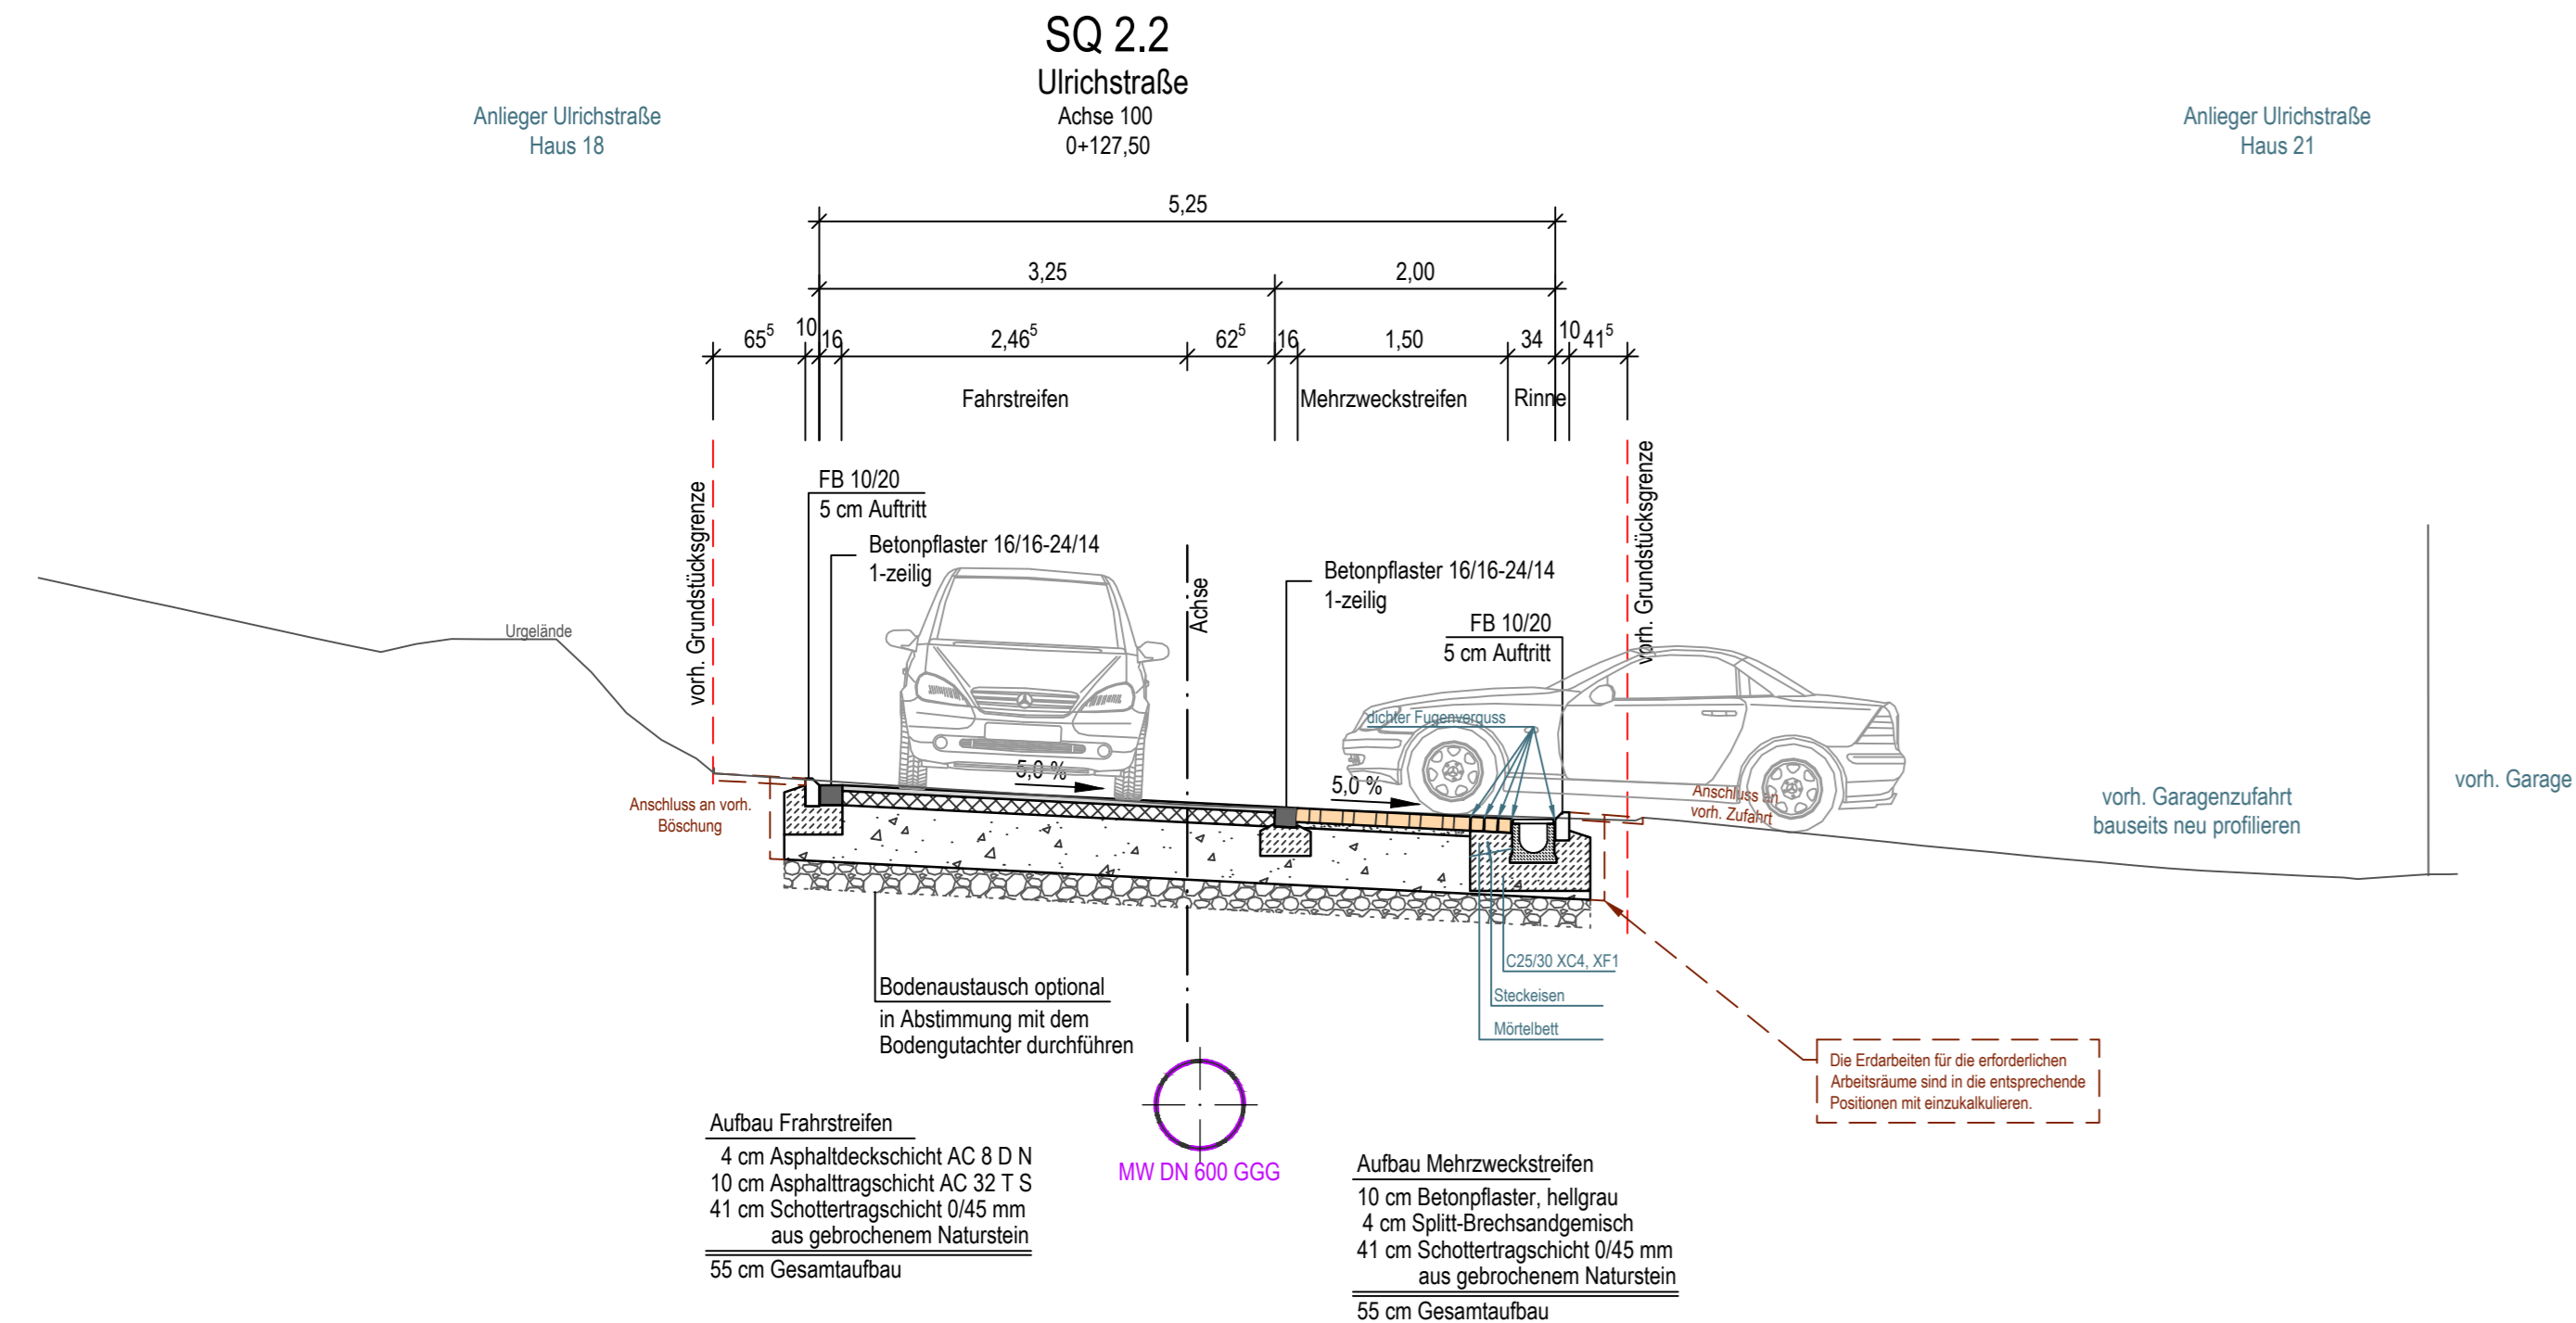 SQ 2.2
Ulrichstraße
Achse 100
0+127,50
Anlieger Ulrichstraße
Haus 18
Anlieger Ulrichstraße
Haus 21
5,25
3,25
2,00
65⁵
10
16
2,46⁵
62⁵
16
1,50
34
10
41⁵
Fahrstreifen
Mehrzweckstreifen
Rinne
vorh. Grundstücksgrenze
vorh. Grundstücksgrenze
FB 10/20
5 cm Auftritt
Betonpflaster 16/16-24/14
1-zeilig
Achse
Betonpflaster 16/16-24/14
1-zeilig
FB 10/20
5 cm Auftritt
Urgelände
dichter Fugenverguss
5,0 %
5,0 %
Anschluss an vorh.
Böschung
Anschluss an
vorh. Zufahrt
vorh. Garagenzufahrt
bauseits neu profilieren
vorh. Garage
C25/30 XC4, XF1
Steckeisen
Mörtelbett
Bodenaustausch optional
in Abstimmung mit dem
Bodengutachter durchführen
Die Erdarbeiten für die erforderlichen
Arbeitsräume sind in die entsprechende
Positionen mit einzukalkulieren.
MW DN 600 GGG
Aufbau Frahrstreifen
4 cm Asphaltdeckschicht AC 8 D N
10 cm Asphalttragschicht AC 32 T S
41 cm Schottertragschicht 0/45 mm
aus gebrochenem Naturstein
55 cm Gesamtaufbau
Aufbau Mehrzweckstreifen
10 cm Betonpflaster, hellgrau
4 cm Splitt-Brechsandgemisch
41 cm Schottertragschicht 0/45 mm
aus gebrochenem Naturstein
55 cm Gesamtaufbau